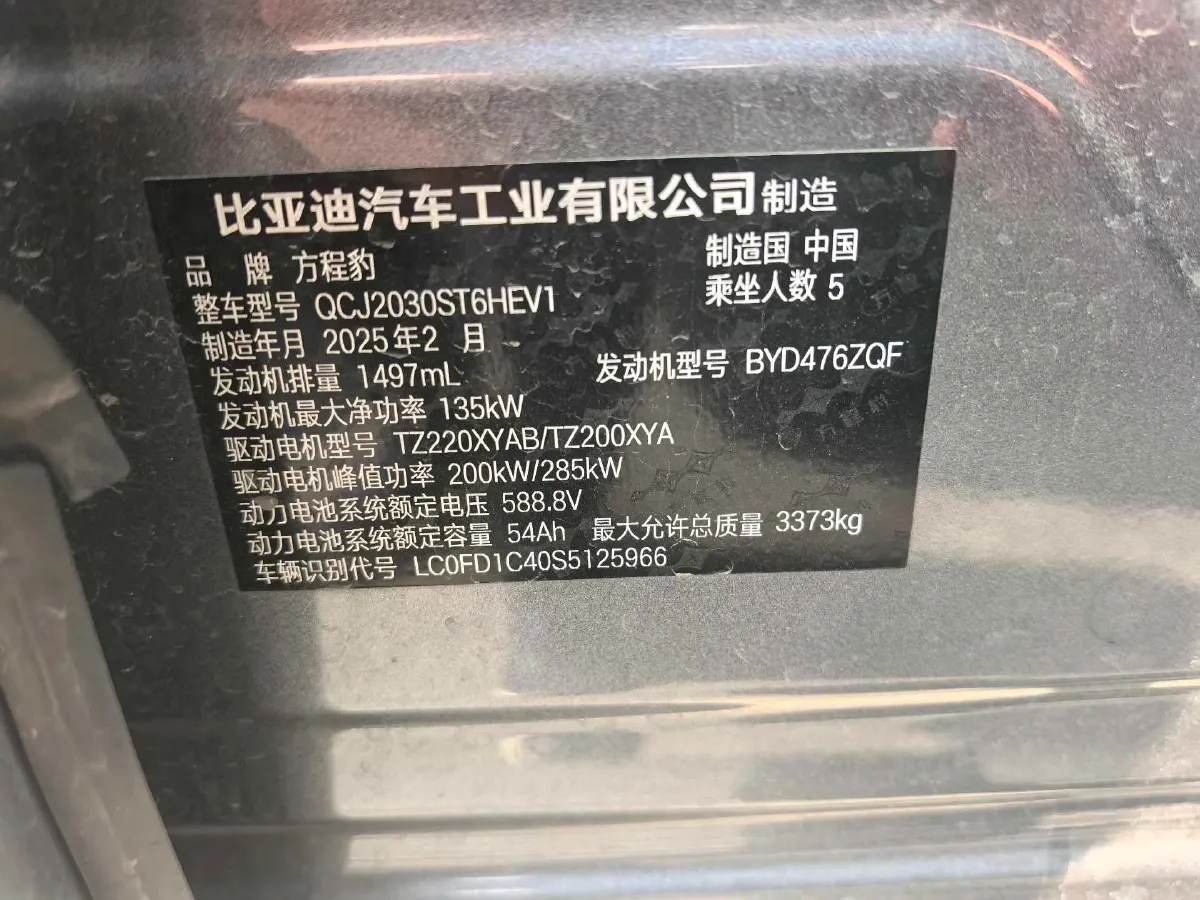 比亚迪汽车工业有限公司制造
品 牌 方程豹 制造国 中国
整车型号 QCJ2030ST6HEV1 乘坐人数 5
制造年月 2025年2 月
发动机排量 1497mL 发动机型号 BYD476ZQF
发动机最大净功率 135kW
驱动电机型号 TZ220XYAB/TZ200XYA
驱动电机峰值功率 200kW/285kW
动力电池系统额定电压 588.8V
动力电池系统额定容量 54Ah 最大允许总质量 3373kg
车辆识别代号 LC0FD1C40S5125966